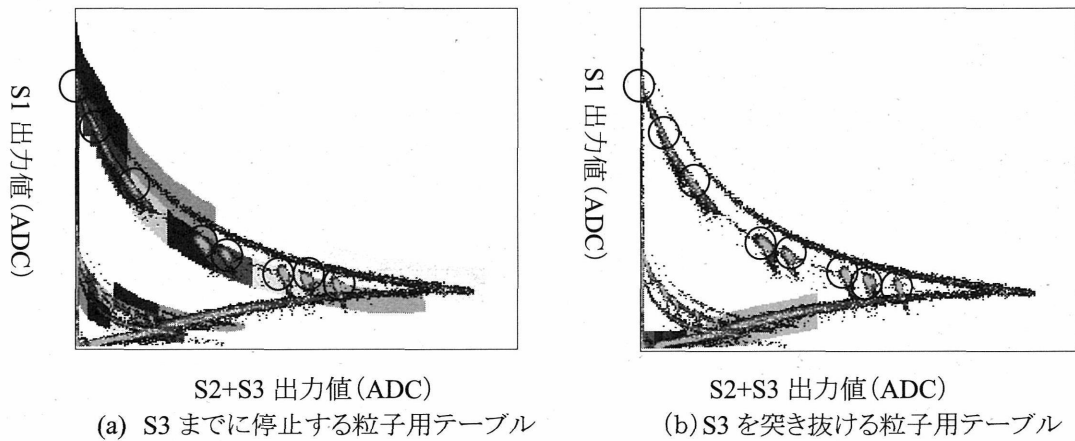 S1 出力値(ADC)
S2+S3 出力値(ADC)
(a) S3 までに停止する粒子用テーブル
S1 出力値(ADC)
S2+S3 出力値(ADC)
(b) S3 を突き抜ける粒子用テーブル